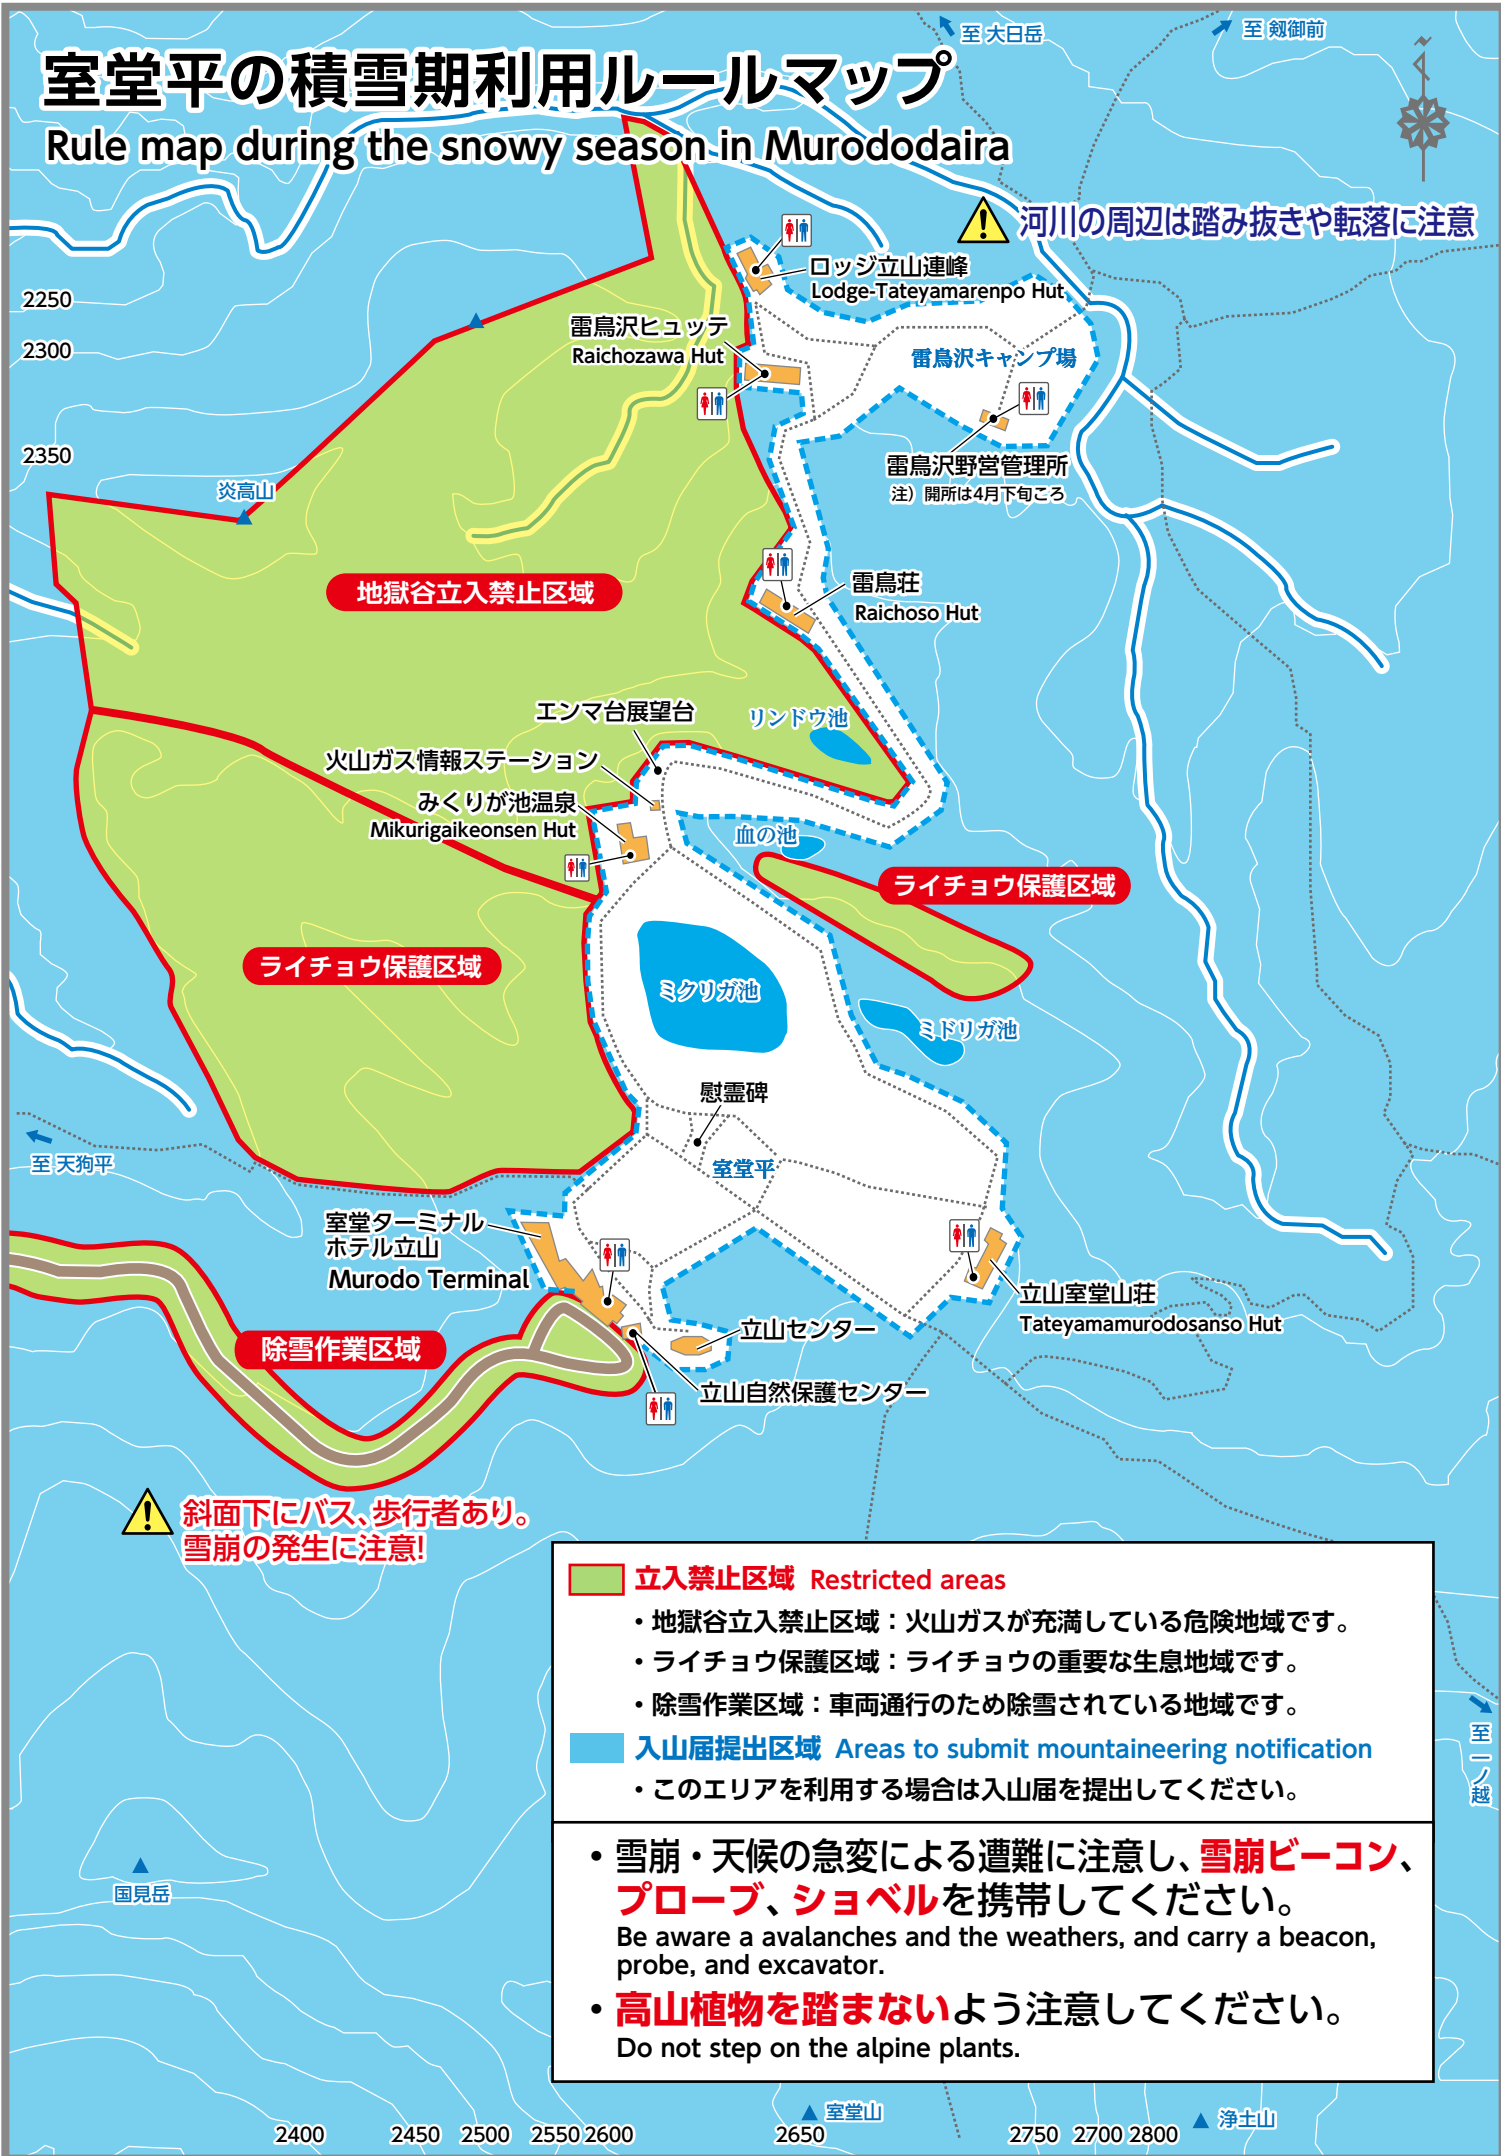 至 大日岳
至 剱御前
室堂平の積雪期利用ルールマップ
Rule map during the snowy season in Murododaira
河川の周辺は踏み抜きや転落に注意
ロッジ立山連峰
Lodge-Tateyamarenpo Hut
2250
雷鳥沢ヒュッテ
Raichozawa Hut
2300
雷鳥沢キャンプ場
2350
雷鳥沢野営管理所
注）開所は4月下旬ころ
炎高山
地獄谷立入禁止区域
雷鳥荘
Raichoso Hut
エンマ台展望台
リンドウ池
火山ガス情報ステーション
みくりが池温泉
Mikurigaikeonsen Hut
血の池
ライチョウ保護区域
ライチョウ保護区域
ミクリガ池
ミドリガ池
慰霊碑
至 天狗平
室堂平
室堂ターミナル
ホテル立山
Murodo Terminal
立山室堂山荘
Tateyamamurodosanso Hut
立山センター
除雪作業区域
立山自然保護センター
斜面下にバス、歩行者あり。
雪崩の発生に注意!
立入禁止区域 Restricted areas
・地獄谷立入禁止区域：火山ガスが充満している危険地域です。
・ライチョウ保護区域：ライチョウの重要な生息地域です。
・除雪作業区域：車両通行のため除雪されている地域です。
入山届提出区域 Areas to submit mountaineering notification
・このエリアを利用する場合は入山届を提出してください。
至 一ノ越
・雪崩・天候の急変による遭難に注意し、雪崩ビーコン、
プローブ、ショベルを携帯してください。
Be aware a avalanches and the weathers, and carry a beacon,
probe, and excavator.
・高山植物を踏まないよう注意してください。
Do not step on the alpine plants.
国見岳
室堂山
浄土山
2400 2450 2500 2550 2600 2650 2750 2700 2800